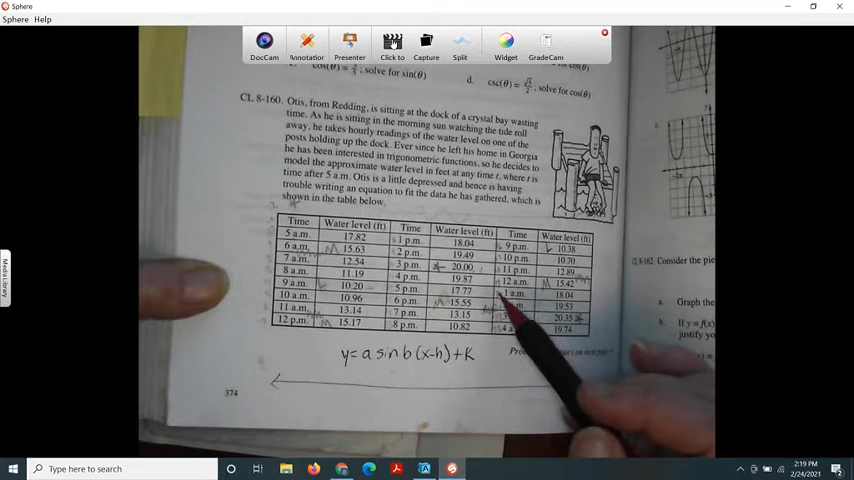 Sphere
Sphere Help
DocCam
Annotation
Presenter
Click to
Capture
Split
Widget
GradeCam
cos(θ) = ; solve for sin(θ)
d. csc(θ) = ; solve for cos(θ)
CL 8-160. Otis, from Redding, is sitting at the dock of a crystal bay wasting
time. As he is sitting in the morning sun watching the tide roll
away, he takes hourly readings of the water level on one of the
posts holding up the dock. Ever since he left his home in Georgia
he has been interested in trigonometric functions, so he decides to
model the approximate water level in feet at any time t, where t is
time after 5 a.m. Otis is a little depressed and hence is having
trouble writing an equation to fit the data he has gathered, which is
shown in the table below.
Time Water level (ft) Time Water level (ft) Time Water level (ft)
5 a.m. 17.82 1 p.m. 18.04 9 p.m. L 10.38
6 a.m. M 15.63 2 p.m. 19.49 10 p.m. 10.70
7 a.m. 12.54 3 p.m. 20.00 11 p.m. 12.89
8 a.m. 11.19 4 p.m. 19.87 12 a.m. M 15.42
9 a.m. L 10.20 5 p.m. 17.77 1 a.m. 18.04
10 a.m. 10.96 6 p.m. M 15.55 19.53
11 a.m. 13.14 7 p.m. 13.15 20.35
12 p.m. M 15.17 8 p.m. 10.82 4 a 19.74
y=a sin b(x-h)+K
374
c.
CL 8-162. Consider the pie
a. Graph the
b. If y = f(x)
justify you
Type here to search
2:19 PM
2/24/2021